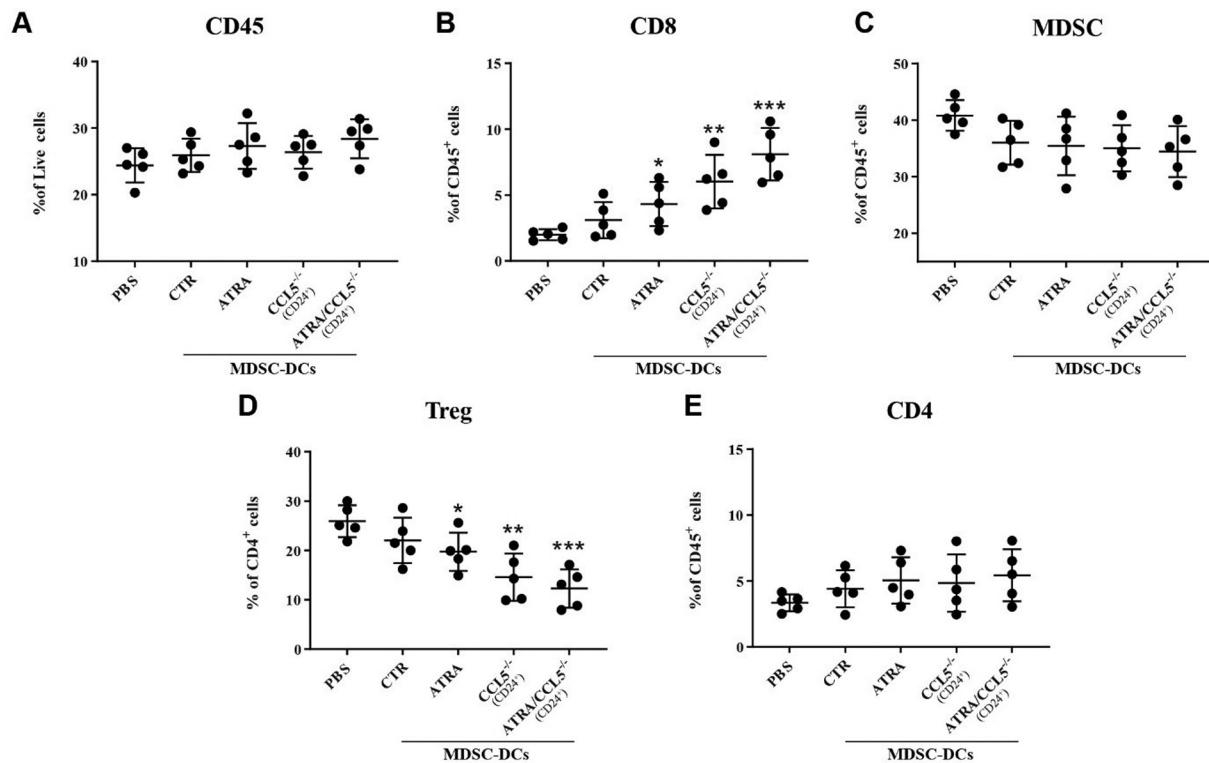 A
CD45
%of Live cells
40
30
20
10
PBS
CTR
ATRA
CCL5-/-
(CD24+)
ATRA/CCL5-/-
(CD24+)
MDSC-DCs
B
CD8
%of CD45+ cells
15
10
5
0
*
**
***
PBS
CTR
ATRA
CCL5-/-
(CD24+)
ATRA/CCL5-/-
(CD24+)
MDSC-DCs
C
MDSC
%of CD45+ cells
50
40
30
20
PBS
CTR
ATRA
CCL5-/-
(CD24+)
ATRA/CCL5-/-
(CD24+)
MDSC-DCs
D
Treg
% of CD4+ cells
40
30
20
10
0
*
**
***
PBS
CTR
ATRA
CCL5-/-
(CD24+)
ATRA/CCL5-/-
(CD24+)
MDSC-DCs
E
CD4
%of CD45+ cells
15
10
5
0
PBS
CTR
ATRA
CCL5-/-
(CD24+)
ATRA/CCL5-/-
(CD24+)
MDSC-DCs